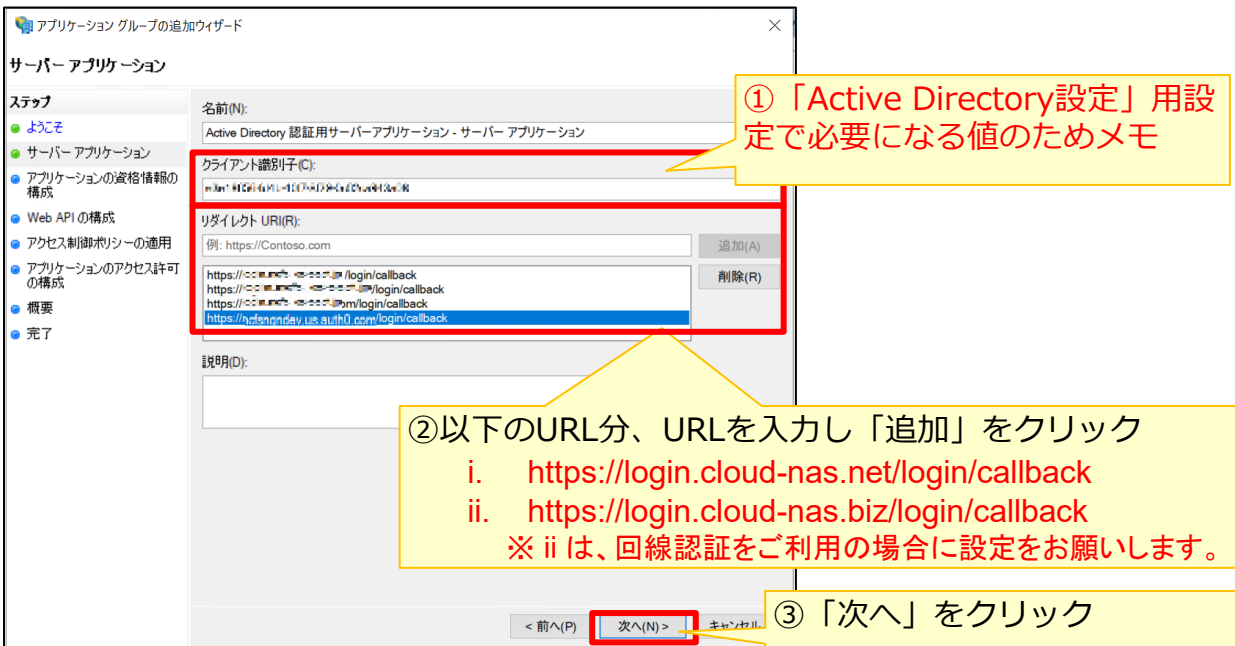 アプリケーション グループの追加ウィザード
サーバー アプリケーション
ステップ
ようこそ
サーバー アプリケーション
アプリケーションの資格情報の
構成
Web API の構成
アクセス制御ポリシーの適用
アプリケーションのアクセス許可
の構成
概要
完了
名前(N):
Active Directory 認証用サーバーアプリケーション - サーバー アプリケーション
クライアント識別子(C):
リダイレクト URI(R):
例: https://Contoso.com
追加(A)
https:// /login/callback
https:// /login/callback
https:// om/login/callback
https:// .us.auth0.com/login/callback
削除(R)
説明(D):
①「Active Directory設定」用設
定で必要になる値のためメモ
②以下のURL分、URLを入力し「追加」をクリック
i. https://login.cloud-nas.net/login/callback
ii. https://login.cloud-nas.biz/login/callback
※ ii は、回線認証をご利用の場合に設定をお願いします。
< 前へ(P)
次へ(N) >
キャンセル
③「次へ」をクリック